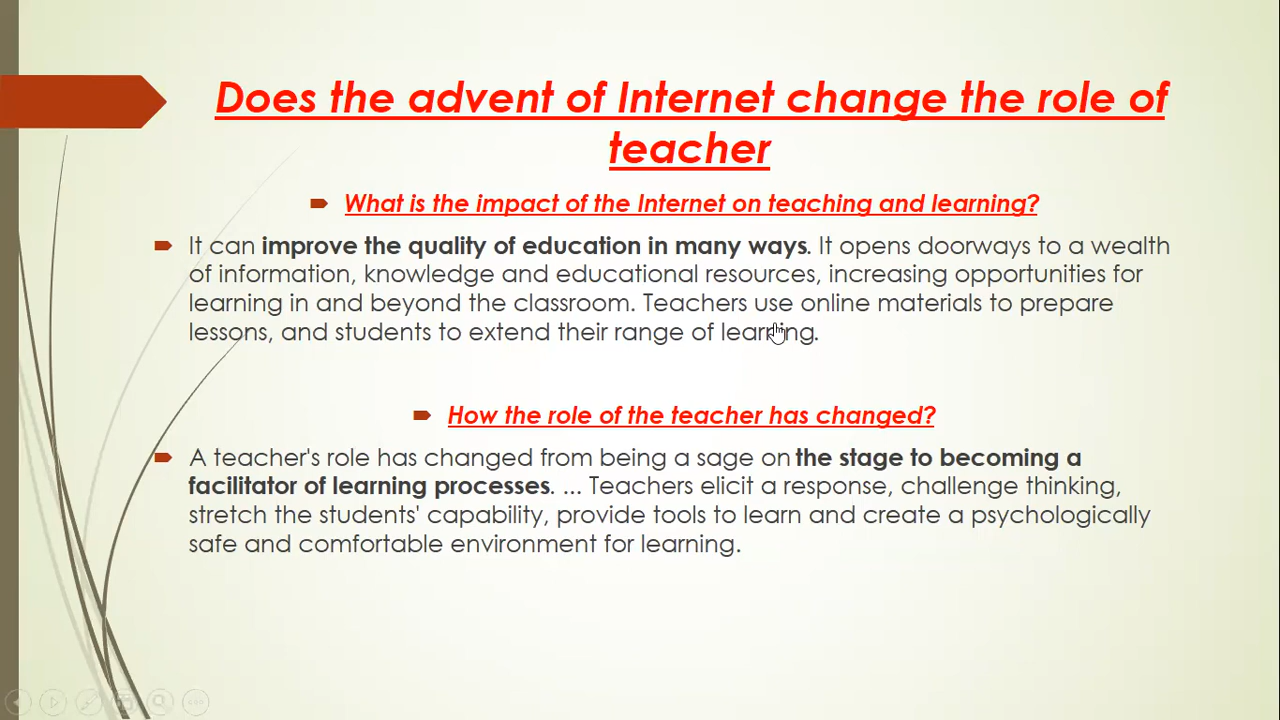 Does the advent of Internet change the role of
teacher
What is the impact of the Internet on teaching and learning?
It can improve the quality of education in many ways. It opens doorways to a wealth
of information, knowledge and educational resources, increasing opportunities for
learning in and beyond the classroom. Teachers use online materials to prepare
lessons, and students to extend their range of learning.
How the role of the teacher has changed?
A teacher's role has changed from being a sage on the stage to becoming a
facilitator of learning processes. ... Teachers elicit a response, challenge thinking,
stretch the students' capability, provide tools to learn and create a psychologically
safe and comfortable environment for learning.